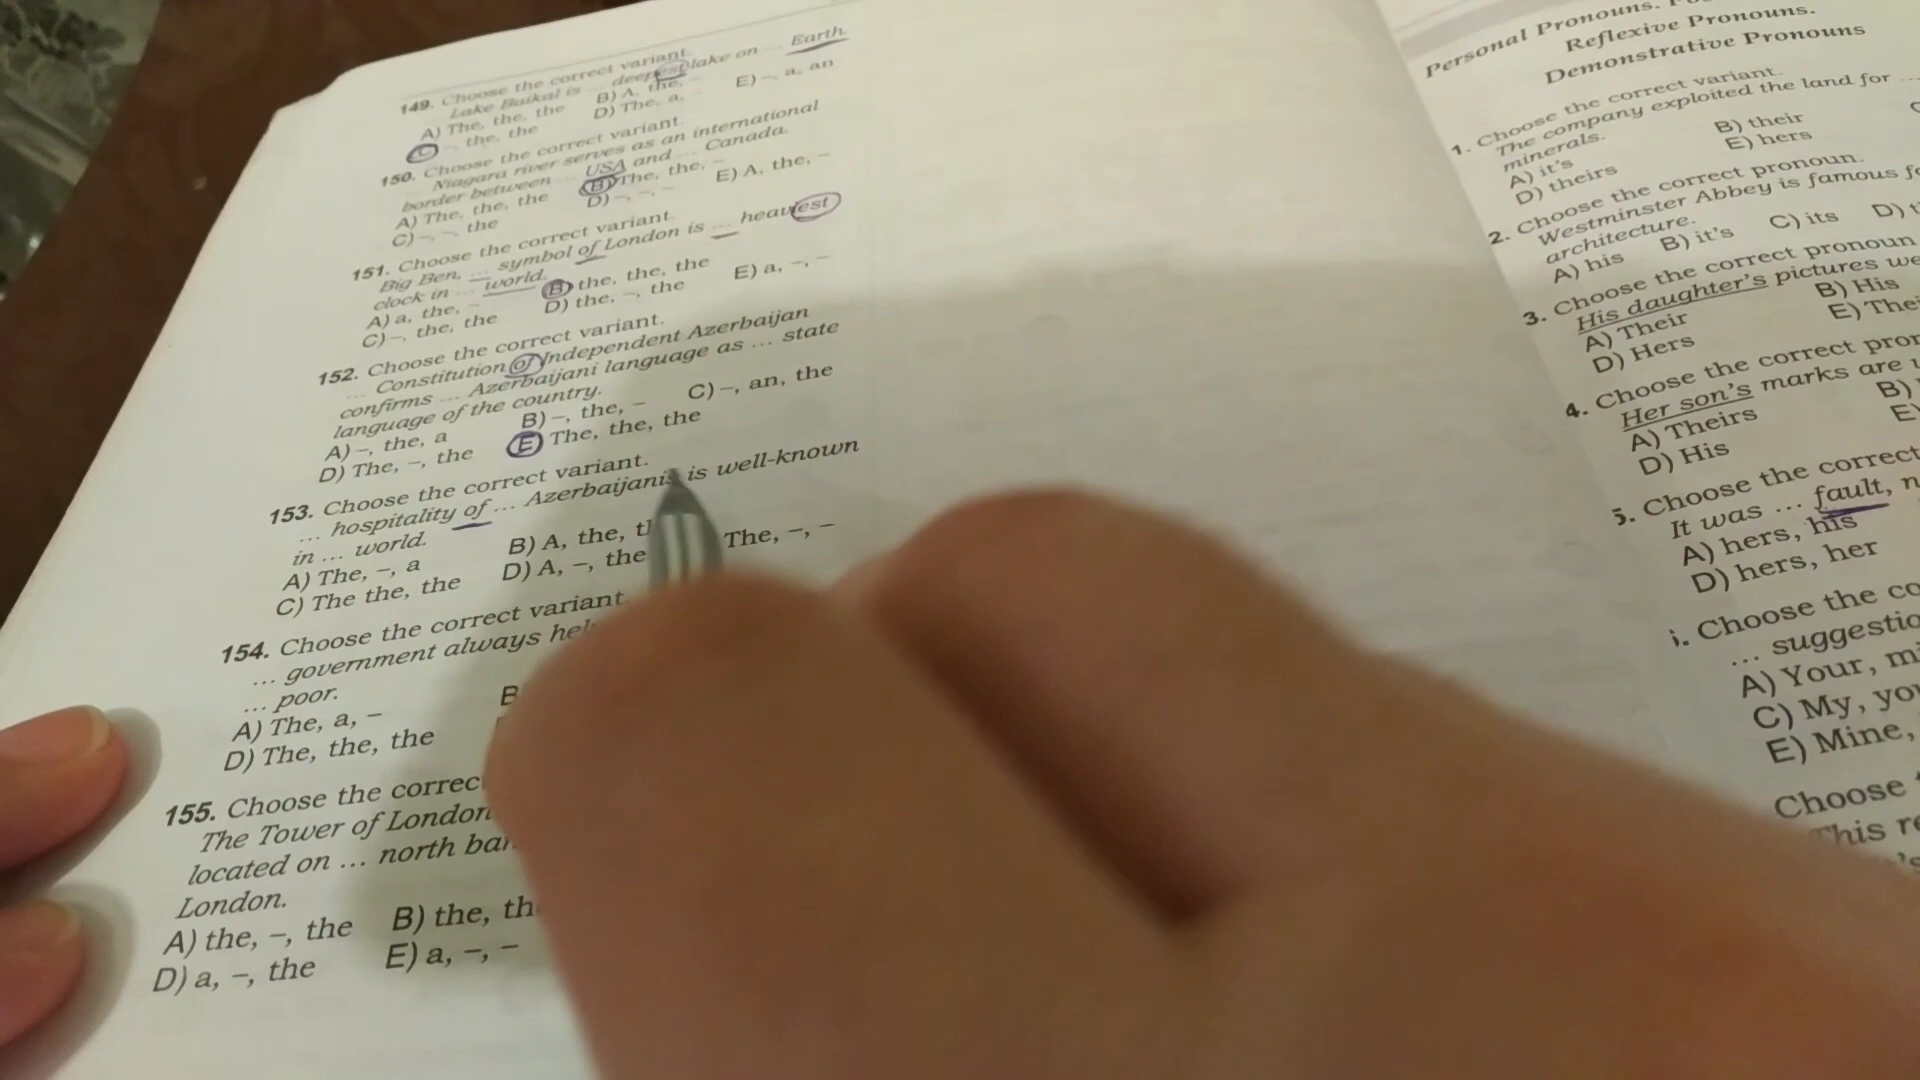 149. Choose the correct variant.
... Lake Baikal is ... deepest lake on ... Earth.
A) The, the, the B) A, the, – E) –, a, an
C) –, the, the D) The, a, –
150. Choose the correct variant.
... Niagara river serves as an international
border between ... USA and ... Canada.
A) The, the, the B) The, the, – E) A, the, –
C) –, –, the D) –, –, –
151. Choose the correct variant.
Big Ben, ... symbol of London is ... heaviest
clock in ... world.
A) a, the, – B) the, the, the E) a, –, –
C) –, the, the D) the, –, the
152. Choose the correct variant.
... Constitution of Independent Azerbaijan
confirms ... Azerbaijani language as ... state
language of the country.
A) –, the, a B) –, the, – C) –, an, the
D) The, –, the E) The, the, the
153. Choose the correct variant.
... hospitality of ... Azerbaijanis is well-known
in ... world.
A) The, –, a B) A, the, The, –, –
C) The the, the D) A, –, the
154. Choose the correct variant
... government always
... poor.
A) The, a, – B
D) The, the, the
155. Choose the
The Tower of London
located on ... north
London.
A) the, –, the B) the,
D) a, –, the E) a, –, –
Personal Pronouns.
Reflexive Pronouns.
Demonstrative Pronouns
1. Choose the correct variant.
The company exploited the land for ...
minerals.
A) it's B) their
D) theirs E) hers
2. Choose the correct pronoun.
Westminster Abbey is famous
architecture.
A) his B) it's C) its D)
3. Choose the correct pronoun
His daughter's pictures
A) Their B) His
D) Hers E)
4. Choose the correct
Her son's marks are
A) Theirs B)
D) His E)
5. Choose the correct
It was ... fault,
A) hers, his
D) hers, her
Choose the
...
A) Your,
C) My,
E) Mine,
Choose
This